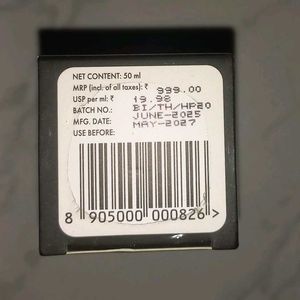 NET CONTENT: 50 ml
MRP (incl. of all taxes): ₹ 999.00
USP per ml: ₹ 19.98
BATCH NO.: BI/TH/HP20
MFG. DATE: JUNE-2025
USE BEFORE: MAY-2027
8 905000 000826 >